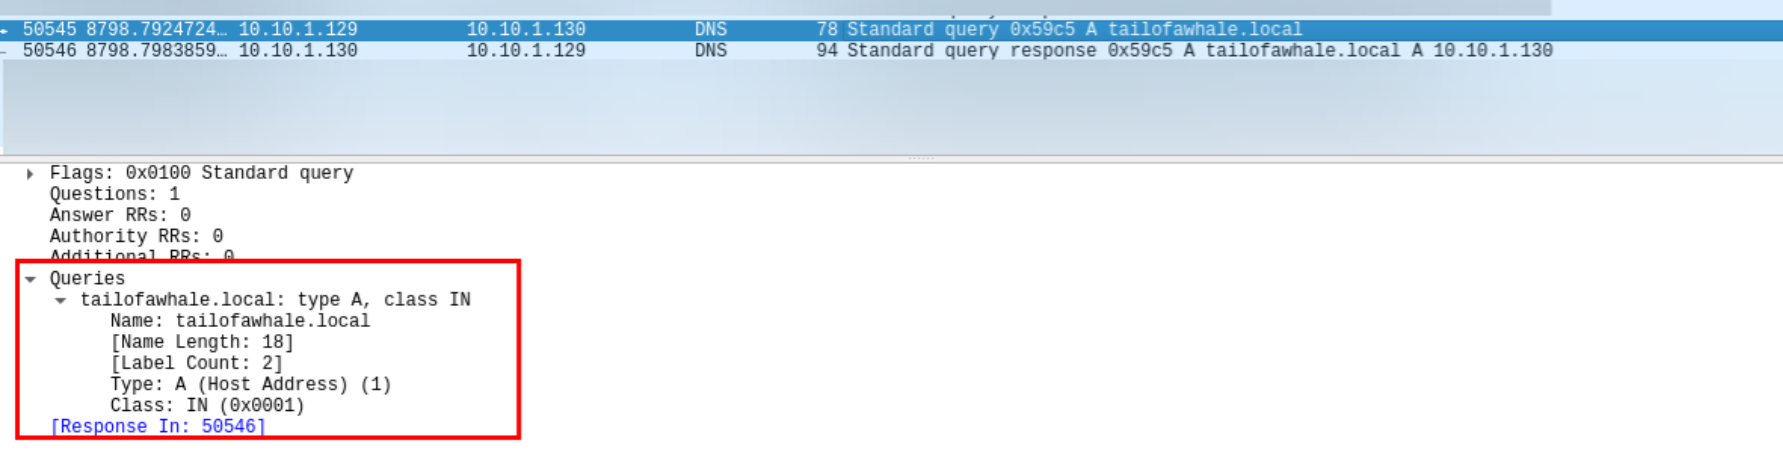 50545 8798.7924724… 10.10.1.129 10.10.1.130 DNS 78 Standard query 0x59c5 A tailofawhale.local
50546 8798.7983859… 10.10.1.130 10.10.1.129 DNS 94 Standard query response 0x59c5 A tailofawhale.local A 10.10.1.130
Flags: 0x0100 Standard query
Questions: 1
Answer RRs: 0
Authority RRs: 0
Additional RRs: 0
Queries
tailofawhale.local: type A, class IN
Name: tailofawhale.local
[Name Length: 18]
[Label Count: 2]
Type: A (Host Address) (1)
Class: IN (0x0001)
[Response In: 50546]